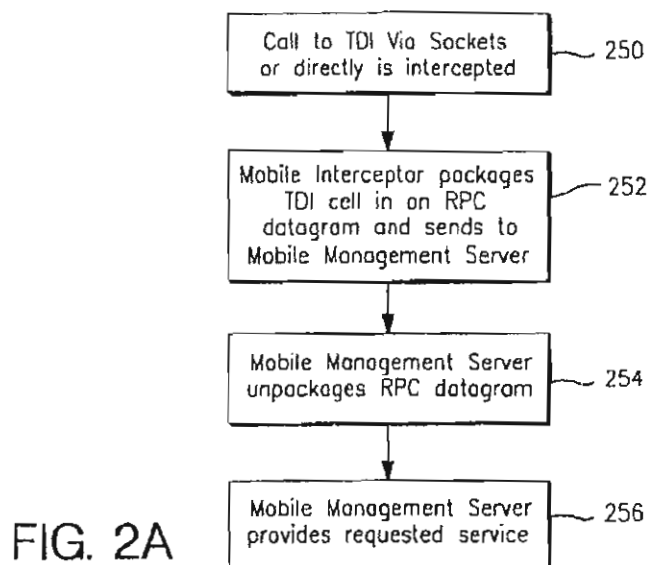 Call to TDI Via Sockets
or directly is intercepted
250
Mobile Interceptor packages
TDI cell in on RPC
datagram and sends to
Mobile Management Server
252
Mobile Management Server
unpackages RPC datagram
254
Mobile Management Server
provides requested service
256
FIG. 2A